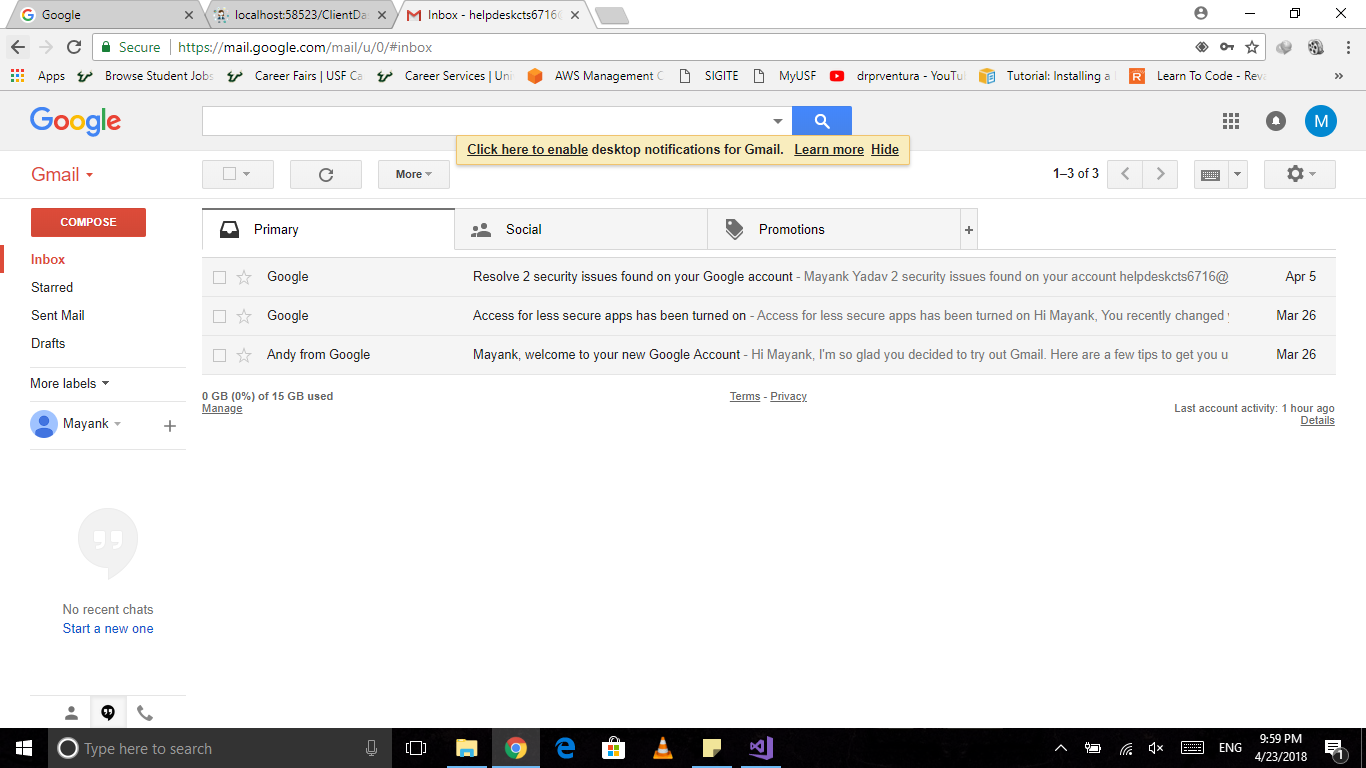 Google
localhost:58523/ClientDa
Inbox - helpdeskcts6716@
Secure https://mail.google.com/mail/u/0/#inbox
Apps Browse Student Jobs Career Fairs | USF Ca Career Services | Uni AWS Management C SIGITE MyUSF drprventura - YouTu Tutorial: Installing a Learn To Code - Reva »
Google
M
Click here to enable desktop notifications for Gmail. Learn more Hide
Gmail
More
1–3 of 3
COMPOSE
Inbox
Starred
Sent Mail
Drafts
More labels
Mayank
No recent chats
Start a new one
Primary Social Promotions
Google Resolve 2 security issues found on your Google account - Mayank Yadav 2 security issues found on your account helpdeskcts6716@ Apr 5
Google Access for less secure apps has been turned on - Access for less secure apps has been turned on Hi Mayank, You recently changed Mar 26
Andy from Google Mayank, welcome to your new Google Account - Hi Mayank, I'm so glad you decided to try out Gmail. Here are a few tips to get you u Mar 26
0 GB (0%) of 15 GB used
Manage
Terms - Privacy
Last account activity: 1 hour ago
Details
Type here to search
ENG
9:59 PM
4/23/2018
1